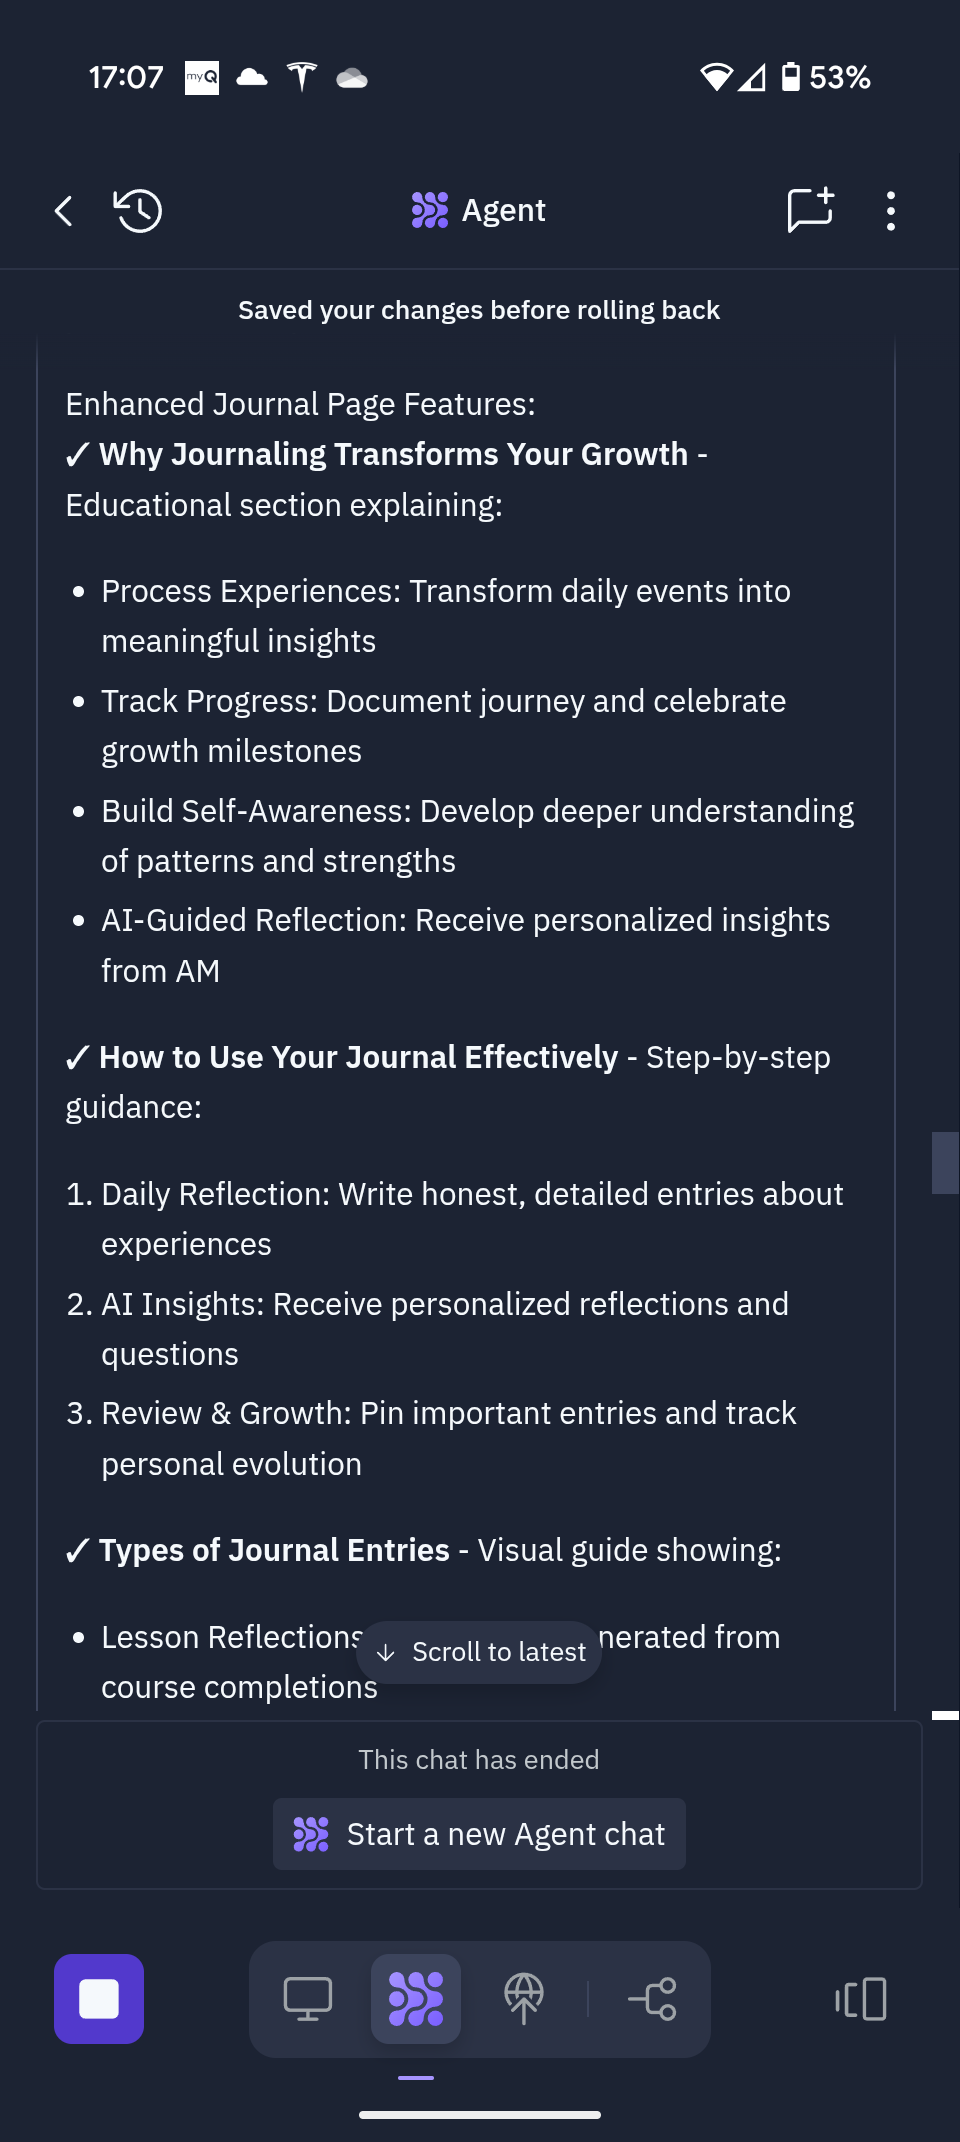 17:07 myQ 53%
Agent
Saved your changes before rolling back
Enhanced Journal Page Features:
✓ Why Journaling Transforms Your Growth -
Educational section explaining:
• Process Experiences: Transform daily events into
meaningful insights
• Track Progress: Document journey and celebrate
growth milestones
• Build Self-Awareness: Develop deeper understanding
of patterns and strengths
• AI-Guided Reflection: Receive personalized insights
from AM
✓ How to Use Your Journal Effectively - Step-by-step
guidance:
1. Daily Reflection: Write honest, detailed entries about
experiences
2. AI Insights: Receive personalized reflections and
questions
3. Review & Growth: Pin important entries and track
personal evolution
✓ Types of Journal Entries - Visual guide showing:
• Lesson Reflections nerated from
↓ Scroll to latest
course completions
This chat has ended
Start a new Agent chat